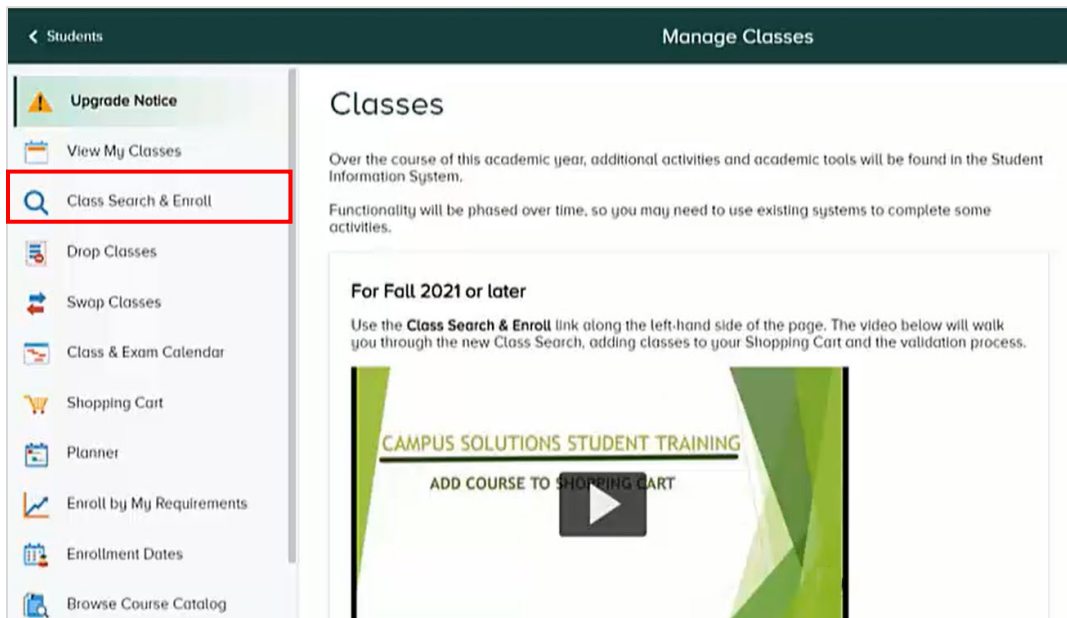 Students
Manage Classes
Upgrade Notice
View My Classes
Class Search & Enroll
Drop Classes
Swap Classes
Class & Exam Calendar
Shopping Cart
Planner
Enroll by My Requirements
Enrollment Dates
Browse Course Catalog
Classes
Over the course of this academic year, additional activities and academic tools will be found in the Student
Information System.
Functionality will be phased over time, so you may need to use existing systems to complete some
activities.
For Fall 2021 or later
Use the Class Search & Enroll link along the left-hand side of the page. The video below will walk
you through the new Class Search, adding classes to your Shopping Cart and the validation process.
CAMPUS SOLUTIONS STUDENT TRAINING
ADD COURSE TO SHOPPING CART